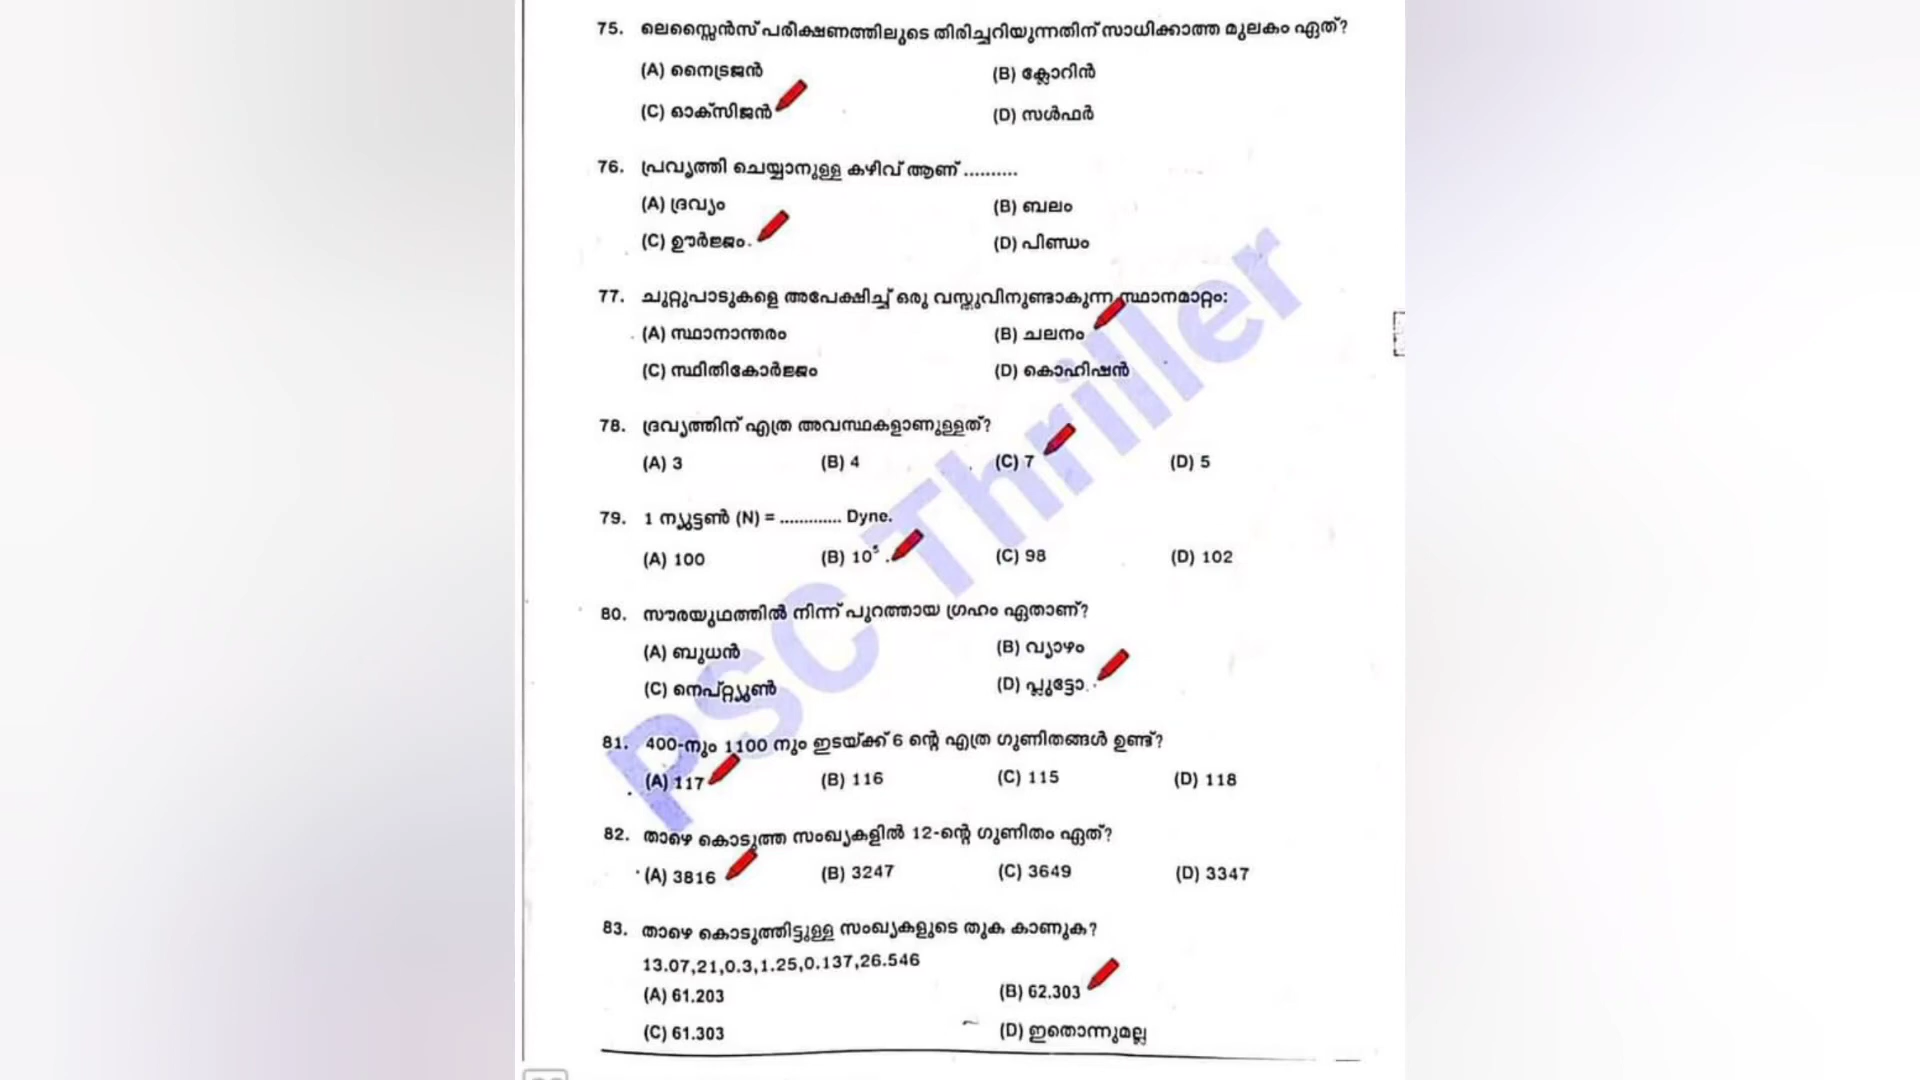 75. ലെസ്സൈൻസ് പരീക്ഷണത്തിലൂടെ തിരിച്ചറിയുന്നതിന് സാധിക്കാത്ത മൂലകം ഏത്?
(A) നൈട്രജൻ (B) ക്ലോറിൻ
(C) ഓക്സിജൻ (D) സൾഫർ
76. പ്രവൃത്തി ചെയ്യാനുള്ള കഴിവ് ആണ് ..........
(A) ദ്രവ്യം (B) ബലം
(C) ഊർജ്ജം. (D) പിണ്ഡം
77. ചുറ്റുപാടുകളെ അപേക്ഷിച്ച് ഒരു വസ്തുവിനുണ്ടാകുന്ന സ്ഥാനമാറ്റം:
(A) സ്ഥാനാന്തരം (B) ചലനം
(C) സ്ഥിതികോർജ്ജം (D) കൊഹിഷൻ
78. ദ്രവ്യത്തിന് എത്ര അവസ്ഥകളാണുള്ളത്?
(A) 3 (B) 4 (C) 7 (D) 5
79. 1 ന്യൂട്ടൺ (N) = ............. Dyne.
(A) 100 (B) 10⁵ (C) 98 (D) 102
80. സൗരയൂഥത്തിൽ നിന്ന് പുറത്തായ ഗ്രഹം ഏതാണ്?
(A) ബുധൻ (B) വ്യാഴം
(C) നെപ്റ്റ്യൂൺ (D) പ്ലൂട്ടോ.
81. 400-നും 1100 നും ഇടയ്ക്ക് 6 ന്റെ എത്ര ഗുണിതങ്ങൾ ഉണ്ട്?
(A) 117 (B) 116 (C) 115 (D) 118
82. താഴെ കൊടുത്ത സംഖ്യകളിൽ 12-ന്റെ ഗുണിതം ഏത്?
(A) 3816 (B) 3247 (C) 3649 (D) 3347
83. താഴെ കൊടുത്തിട്ടുള്ള സംഖ്യകളുടെ തുക കാണുക?
13.07,21,0.3,1.25,0.137,26.546
(A) 61.203 (B) 62.303
(C) 61.303 (D) ഇതൊന്നുമല്ല
PSC Thriller